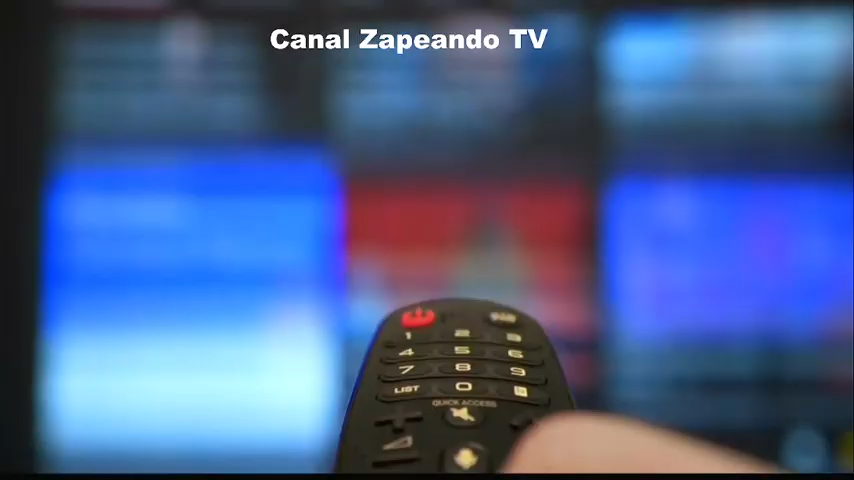 Canal Zapeando TV
1 2 3
4 5 6
7 8 9
LIST 0
QUICK ACCESS